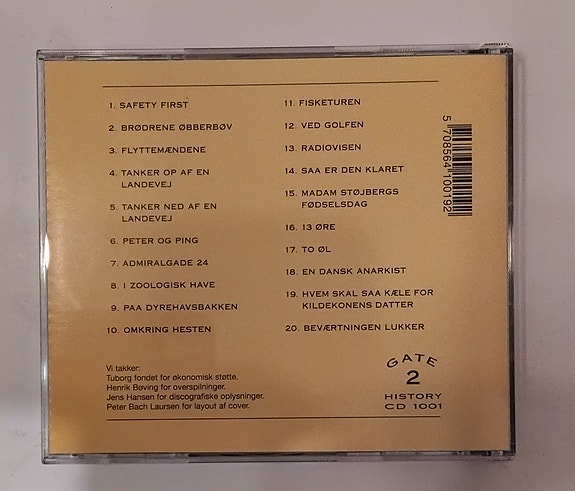 1. SAFETY FIRST
2. BRØDRENE ØBBERBØV
3. FLYTTEMÆNDENE
4. TANKER OP AF EN
LANDEVEJ
5. TANKER NED AF EN
LANDEVEJ
6. PETER OG PING
7. ADMIRALGADE 24
8. I ZOOLOGISK HAVE
9. PAA DYREHAVSBAKKEN
10. OMKRING HESTEN
11. FISKETUREN
12. VED GOLFEN
13. RADIOVISEN
14. SAA ER DEN KLARET
15. MADAM STØJBERGS
FØDSELSDAG
16. 13 ØRE
17. TO ØL
18. EN DANSK ANARKIST
19. HVEM SKAL SAA KÆLE FOR
KILDEKONENS DATTER
20. BEVÆRTNINGEN LUKKER
5 708564 100192
Vi takker:
Tuborg fondet for økonomisk støtte.
Henrik Bøving for overspilninger.
Jens Hansen for discografiske oplysninger.
Peter Bach Laursen for layout af cover.
GATE
2
HISTORY
CD 1001